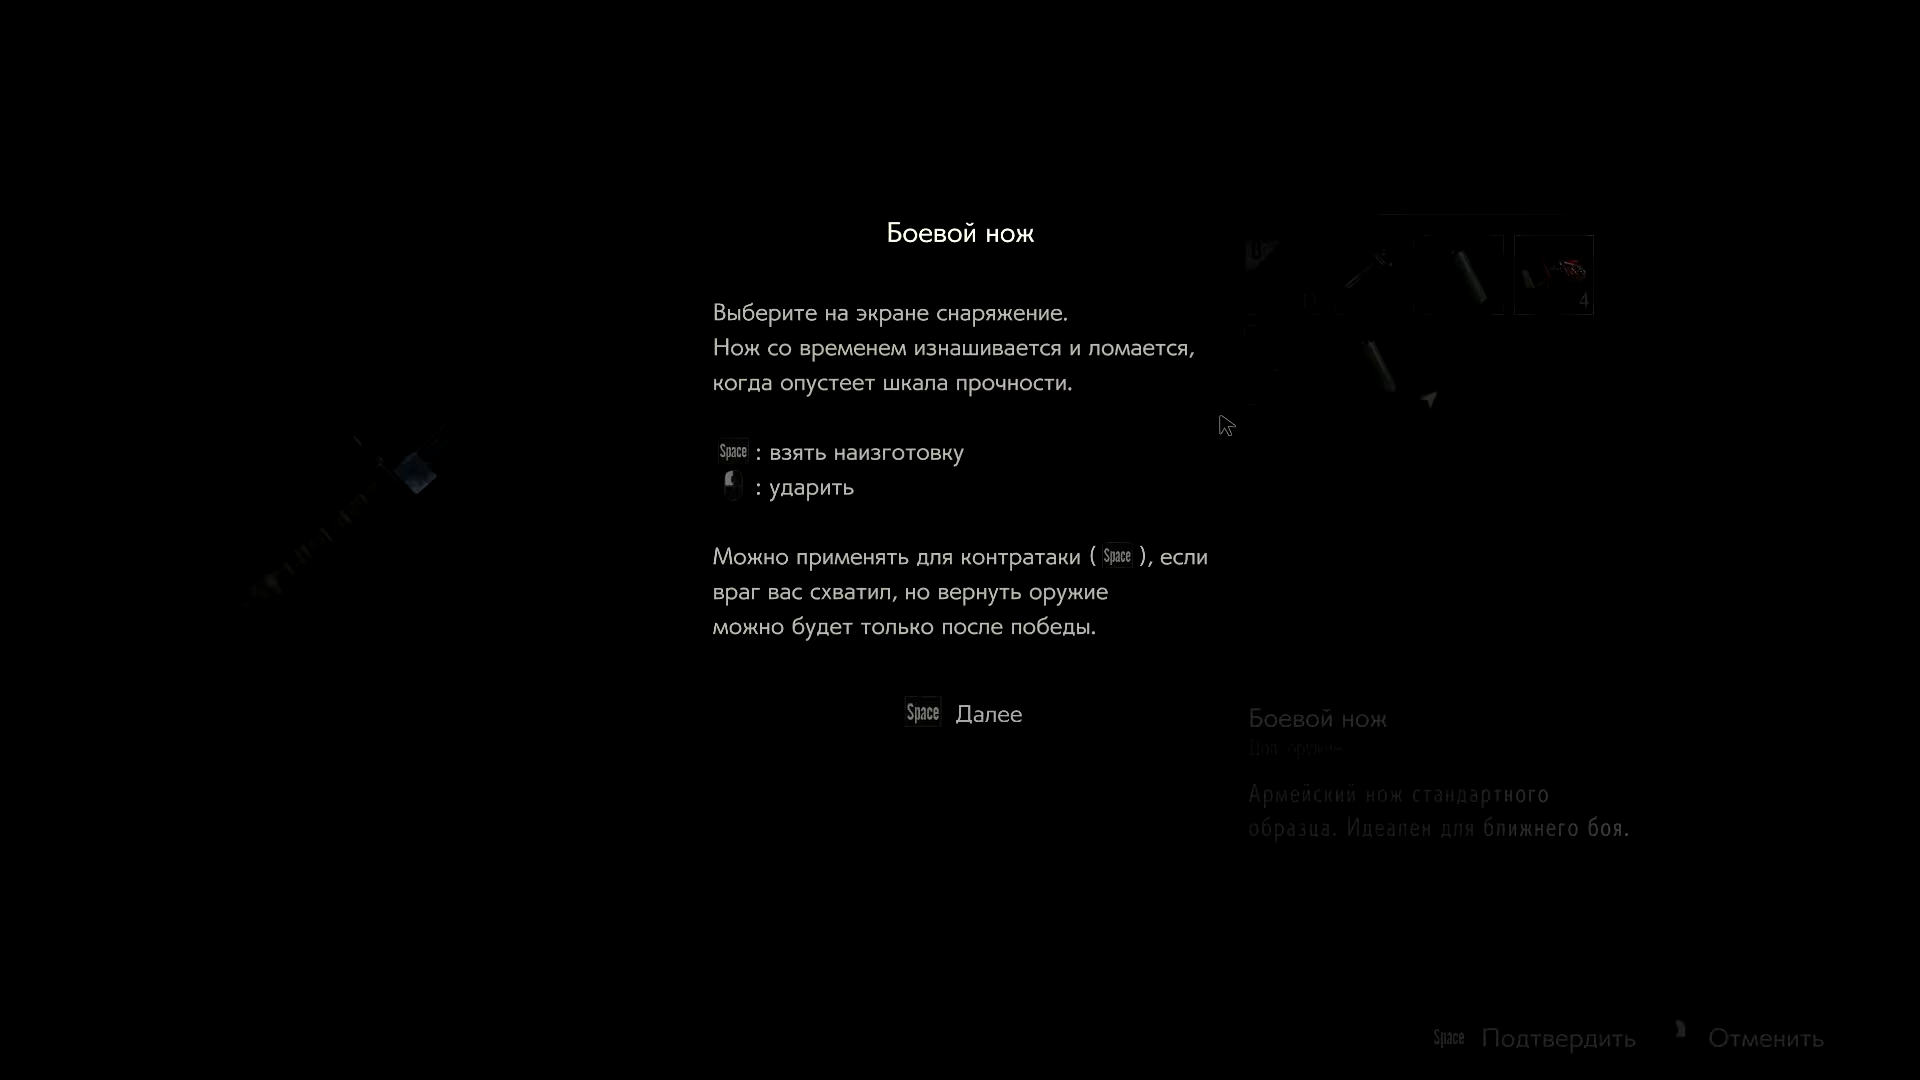 Боевой нож
Выберите на экране снаряжение.
Нож со временем изнашивается и ломается,
когда опустеет шкала прочности.
Space : взять наизготовку
: ударить
Можно применять для контратаки ( Space ), если
враг вас схватил, но вернуть оружие
можно будет только после победы.
Space Далее
4
Боевой нож
Армейский нож стандартного
образца. Идеален для ближнего боя.
Space Подтвердить Отменить